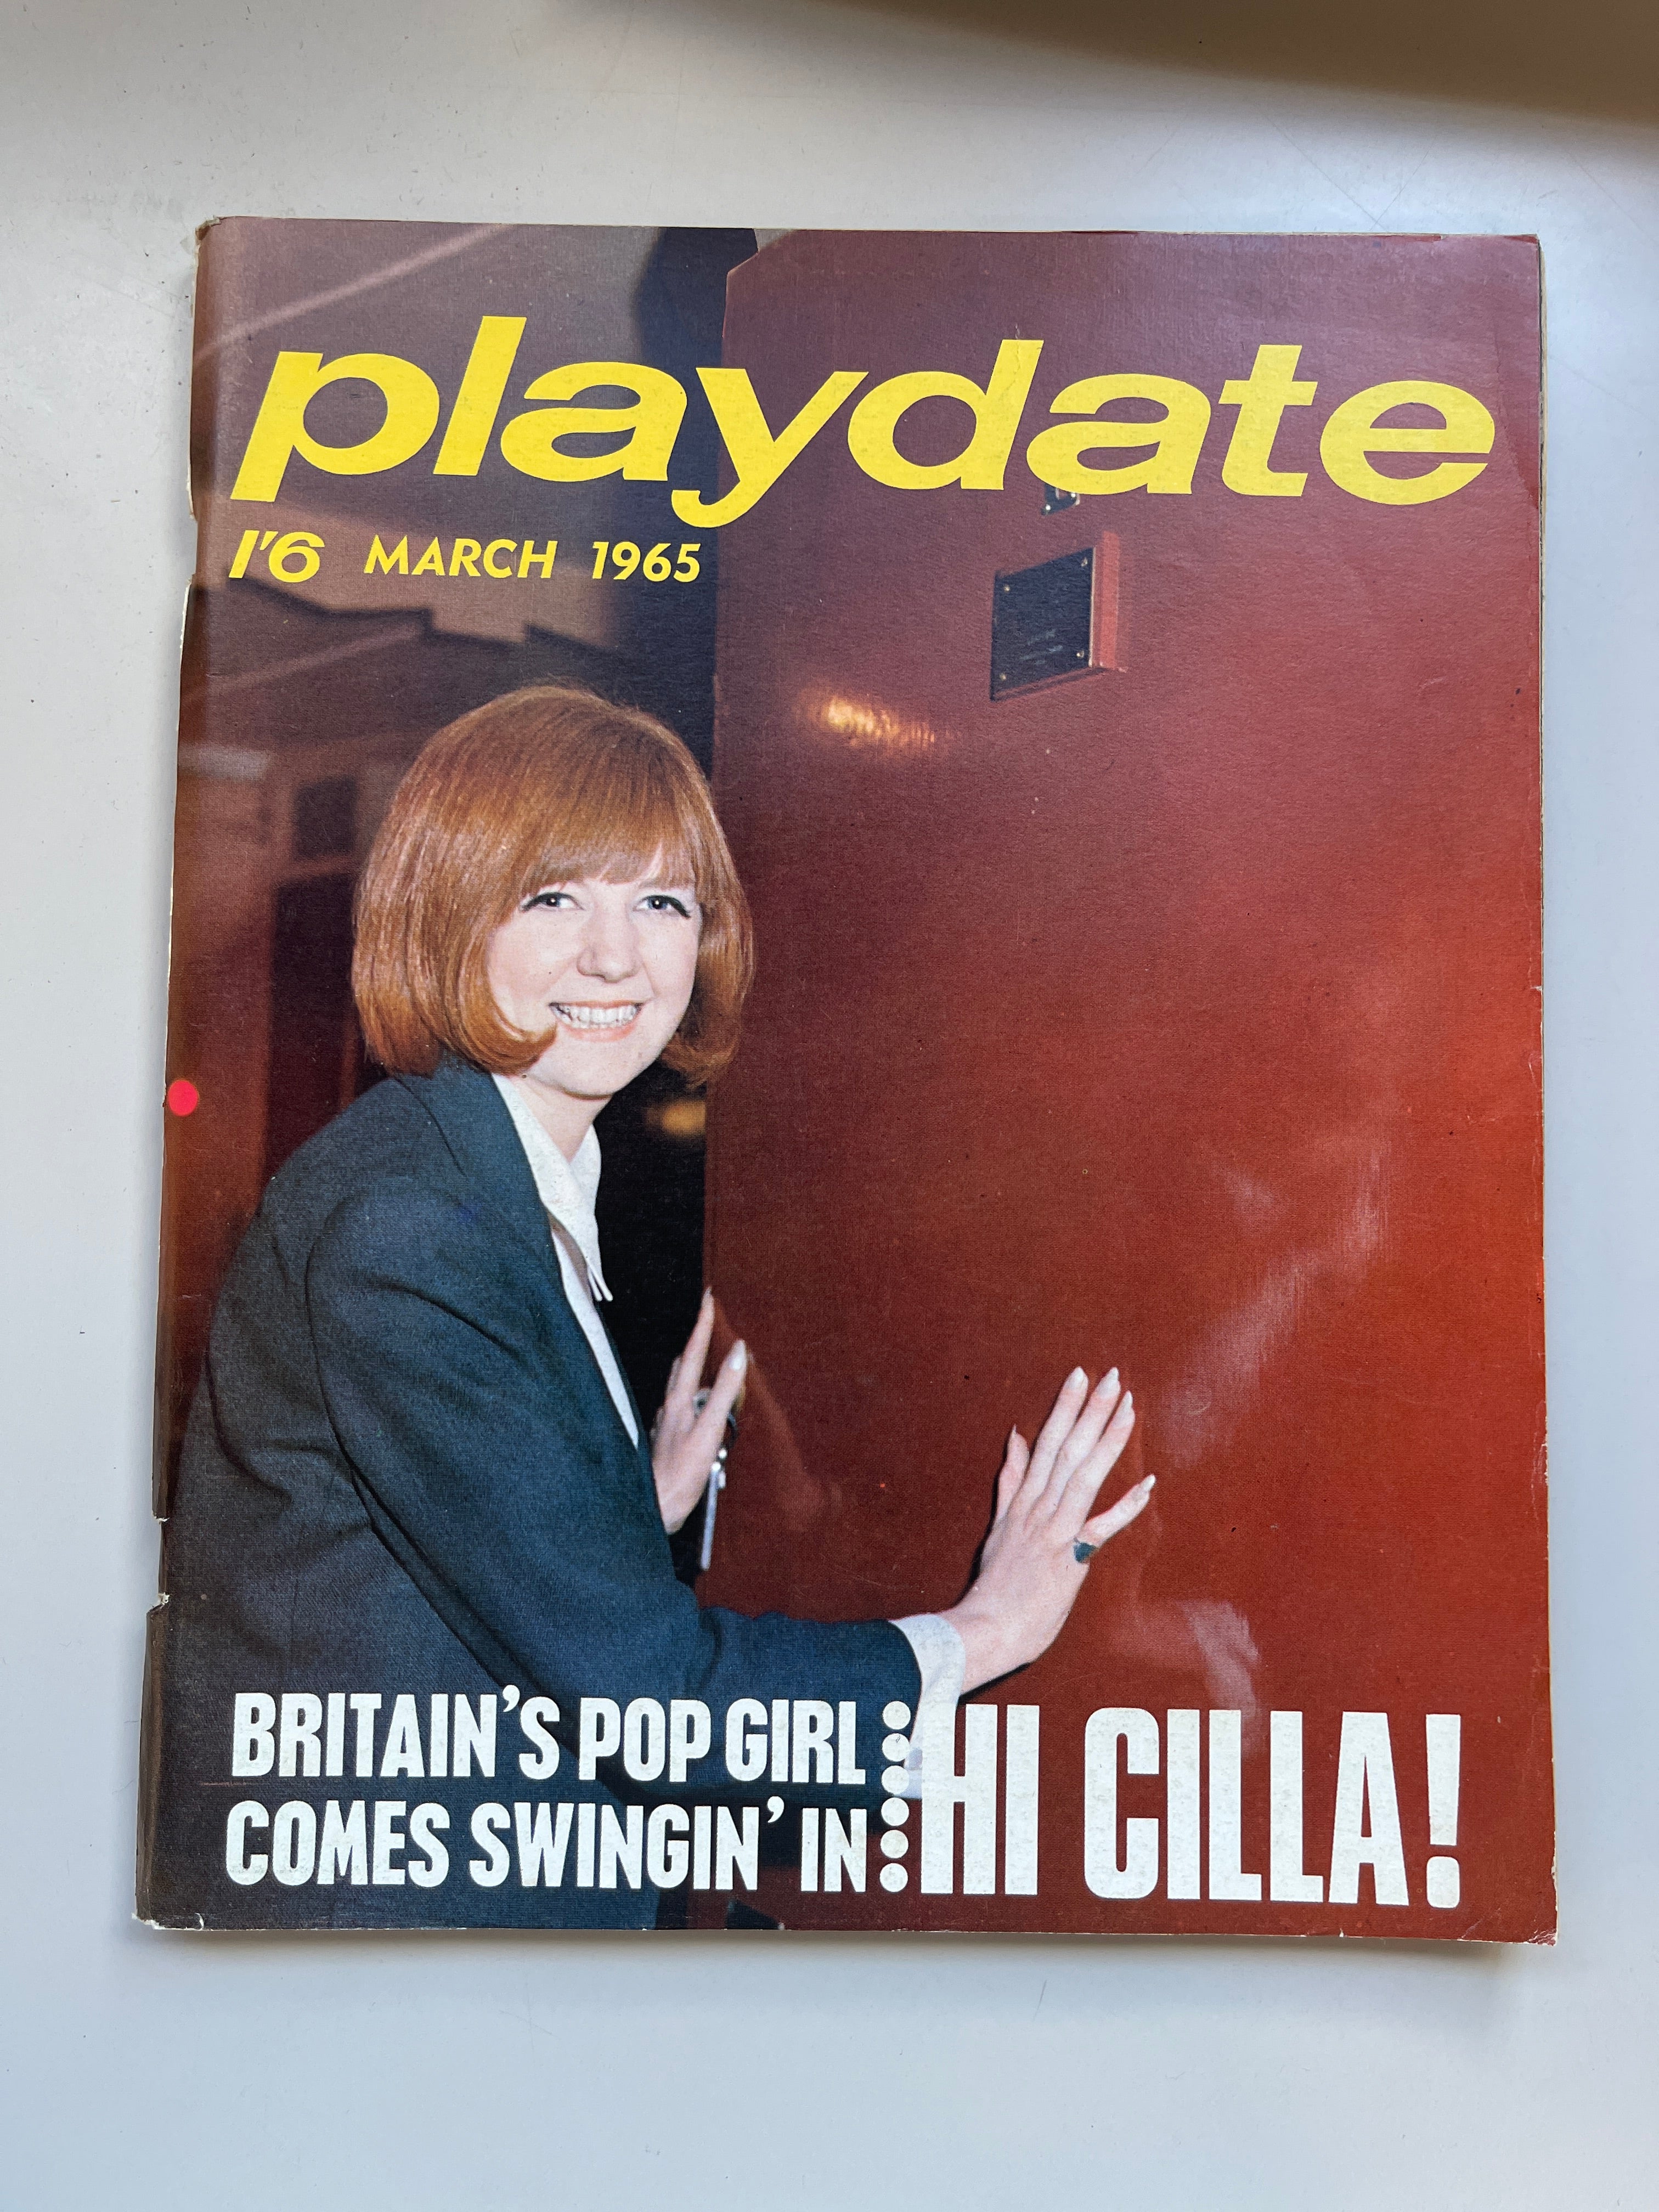 playdate
1'6 MARCH 1965
BRITAIN'S POP GIRL
COMES SWINGIN' IN
HI CILLA!